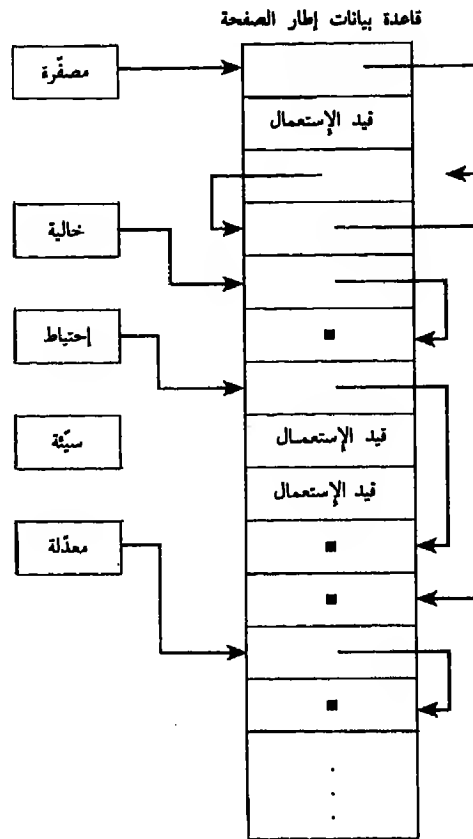 قاعدة بيانات إطار الصفحة
مصفّرة
قيد الإستعمال
خالية
إحتياط
سيّئة
قيد الإستعمال
قيد الإستعمال
معدّلة